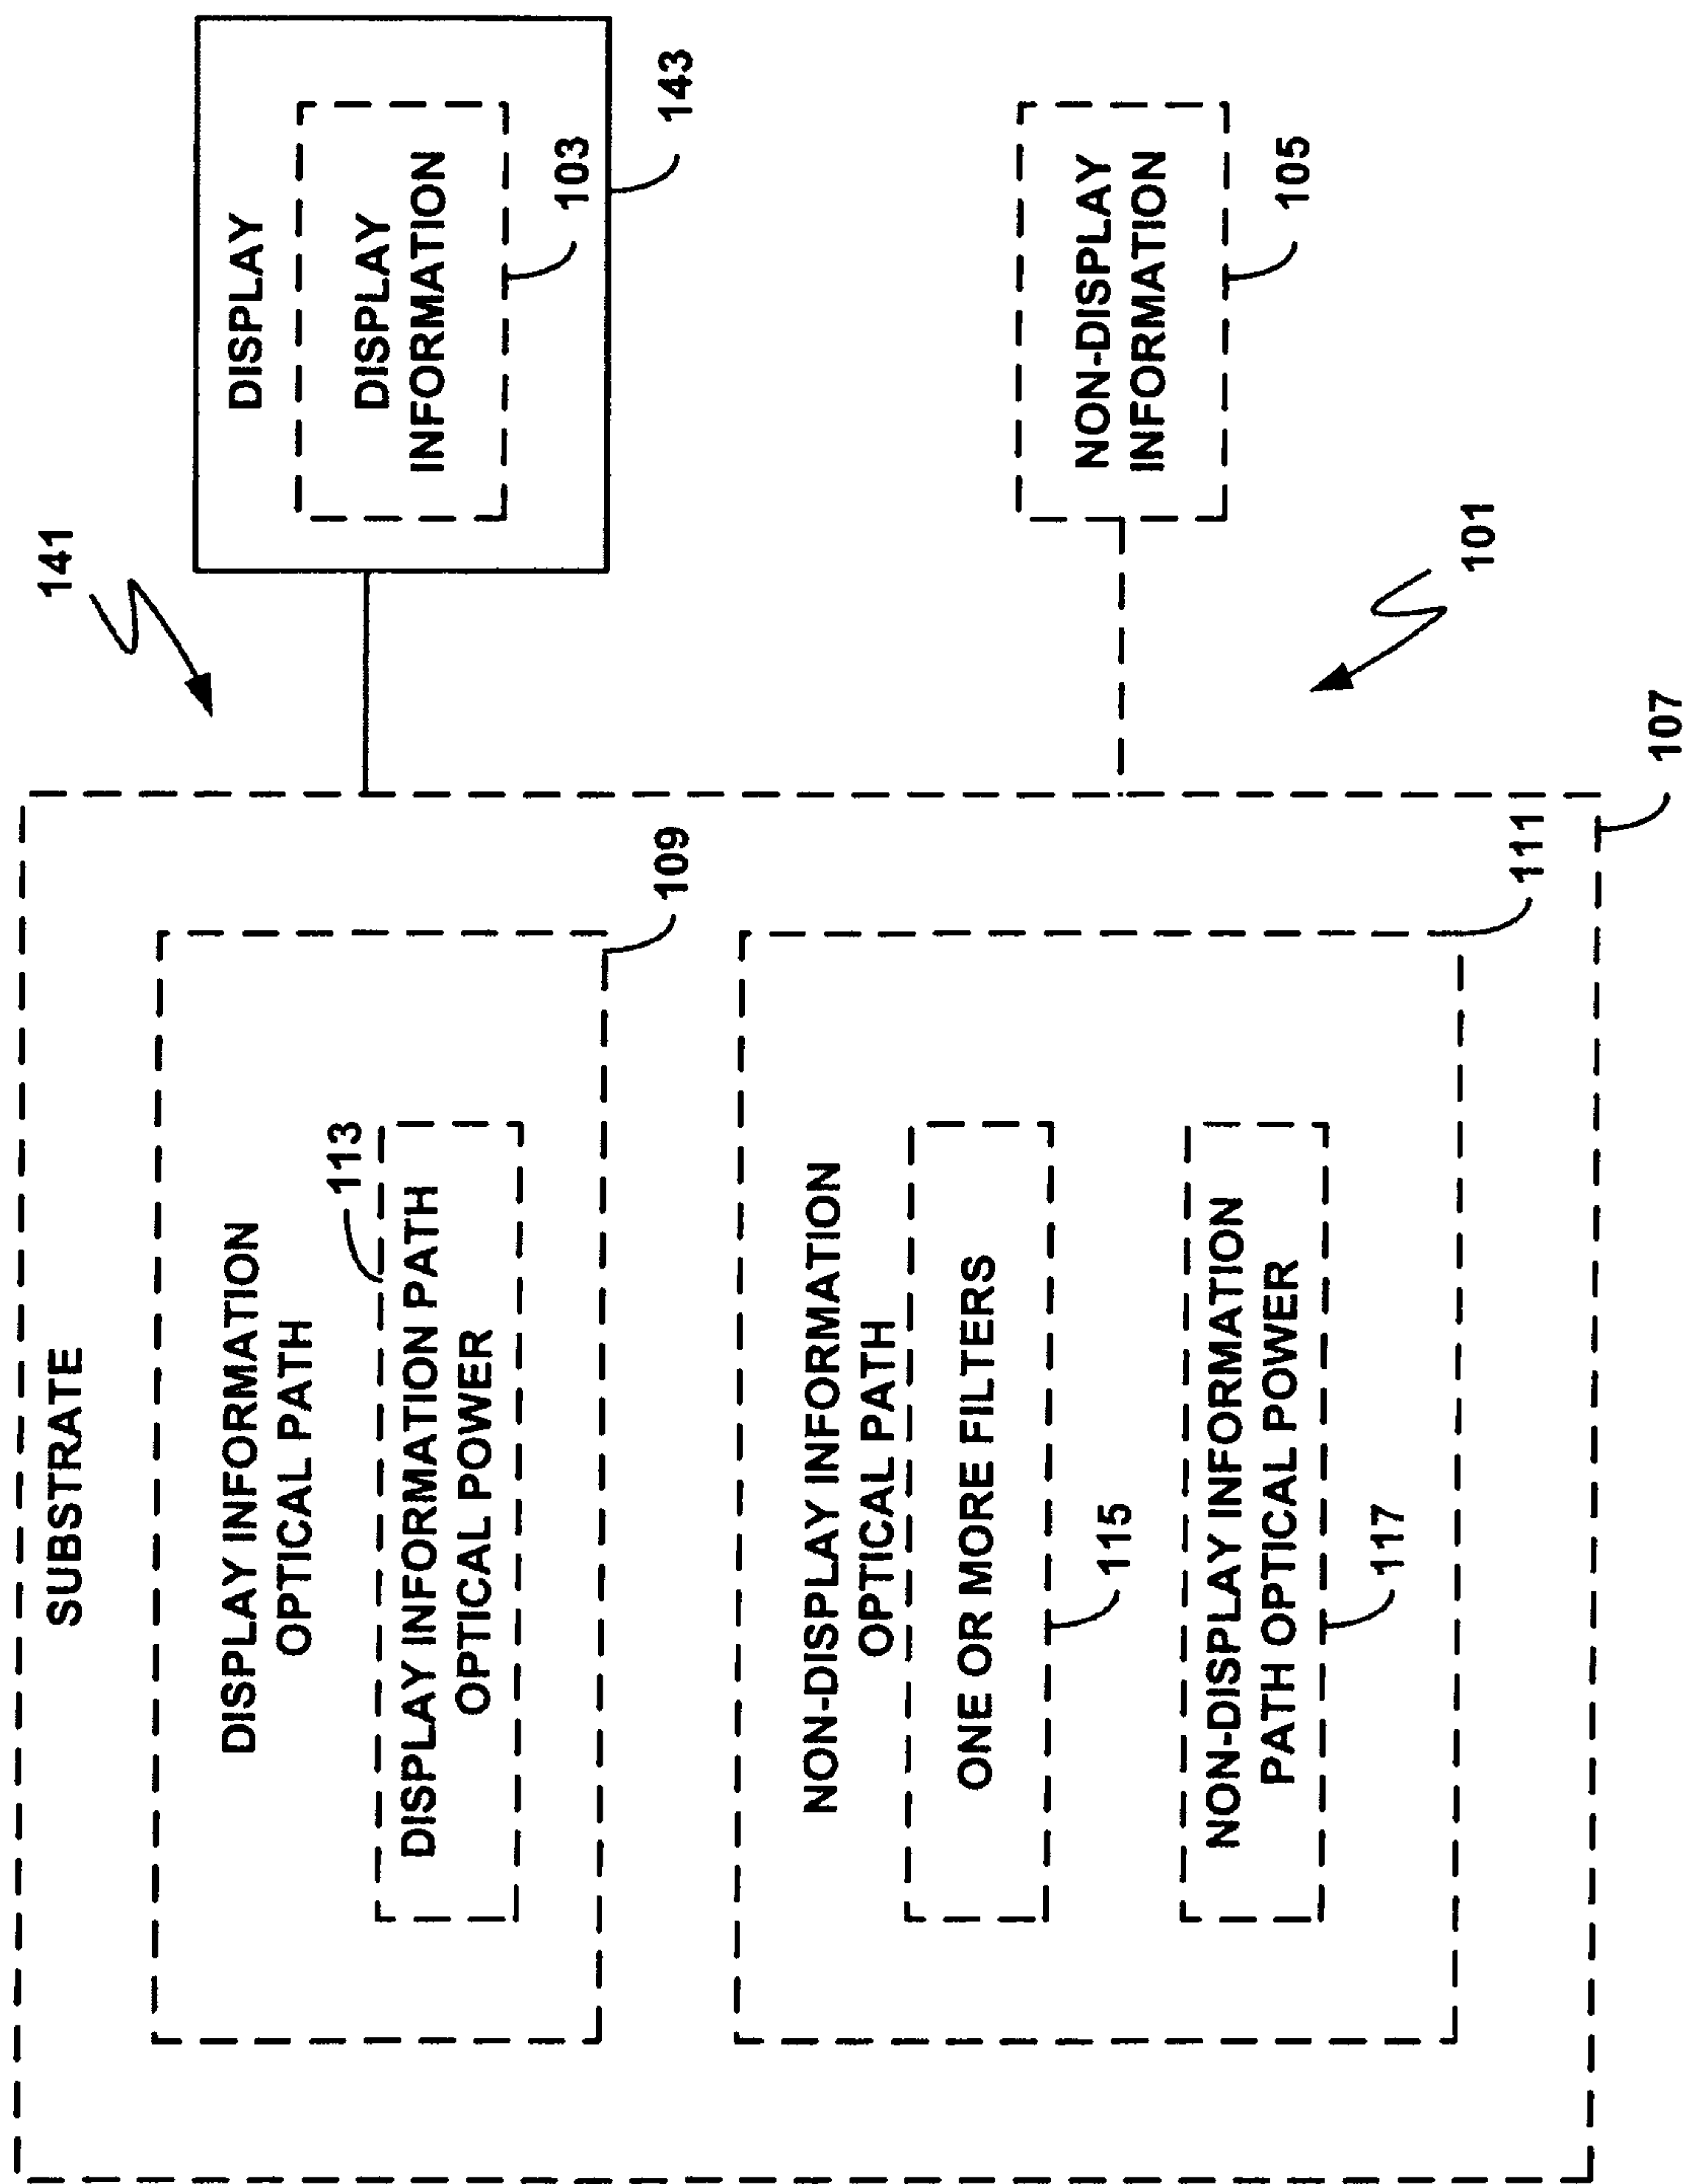 SUBSTRATE
DISPLAY INFORMATION
OPTICAL PATH
113
DISPLAY INFORMATION PATH
OPTICAL POWER
109
NON-DISPLAY INFORMATION
OPTICAL PATH
ONE OR MORE FILTERS
115
NON-DISPLAY INFORMATION
PATH OPTICAL POWER
117
111
107
141
DISPLAY
DISPLAY
INFORMATION
103
143
NON-DISPLAY
INFORMATION
105
101